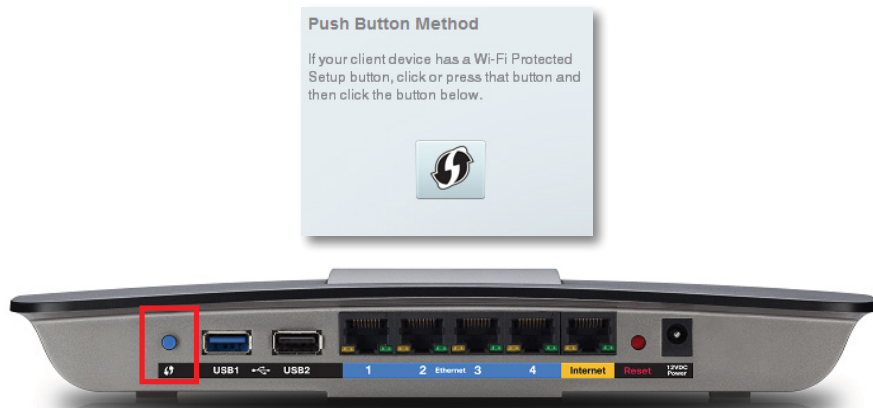 Push Button Method
If your client device has a Wi-Fi Protected
Setup button, click or press that button and
then click the button below.
USB1 USB2 1 2 Ethernet 3 4 Internet Reset 12VDC
Power